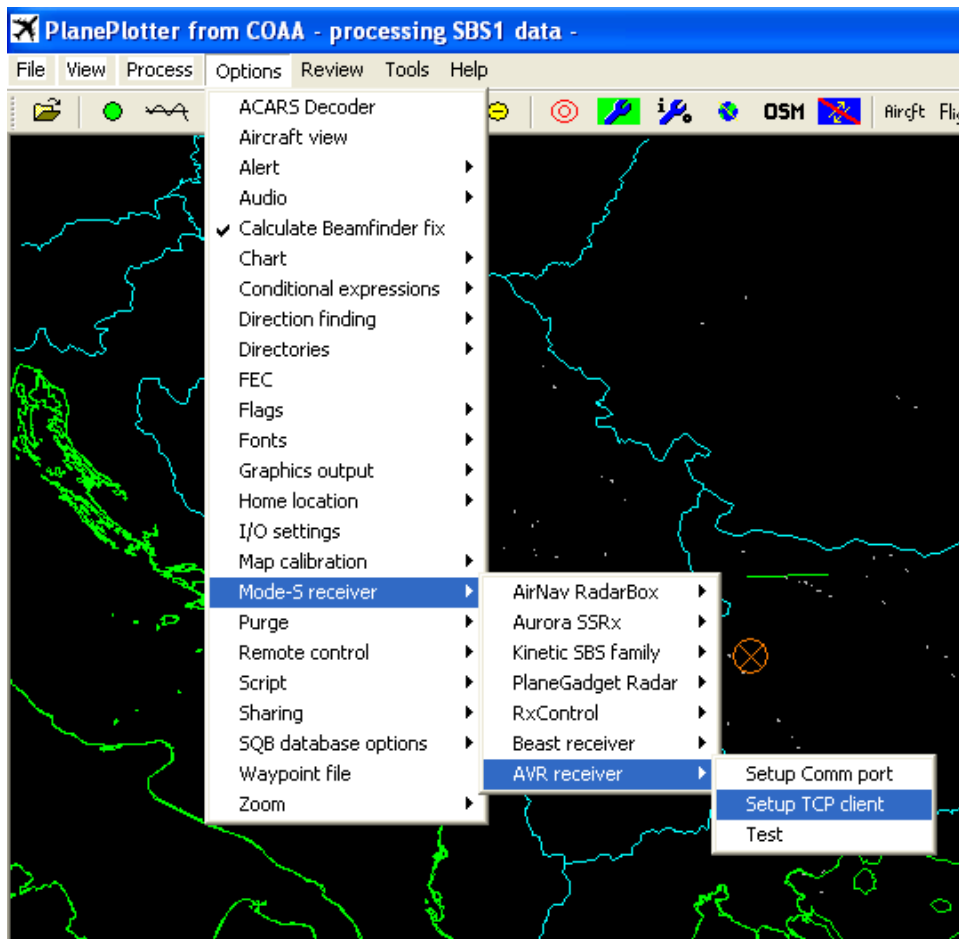 PlanePlotter from COAA - processing SBS1 data -
File View Process Options Review Tools Help
OSM Aircft
ACARS Decoder
Aircraft view
Alert
Audio
Calculate Beamfinder fix
Chart
Conditional expressions
Direction finding
Directories
FEC
Flags
Fonts
Graphics output
Home location
I/O settings
Map calibration
Mode-S receiver
Purge
Remote control
Script
Sharing
SQB database options
Waypoint file
Zoom
AirNav RadarBox
Aurora SSRx
Kinetic SBS family
PlaneGadget Radar
RxControl
Beast receiver
AVR receiver
Setup Comm port
Setup TCP client
Test